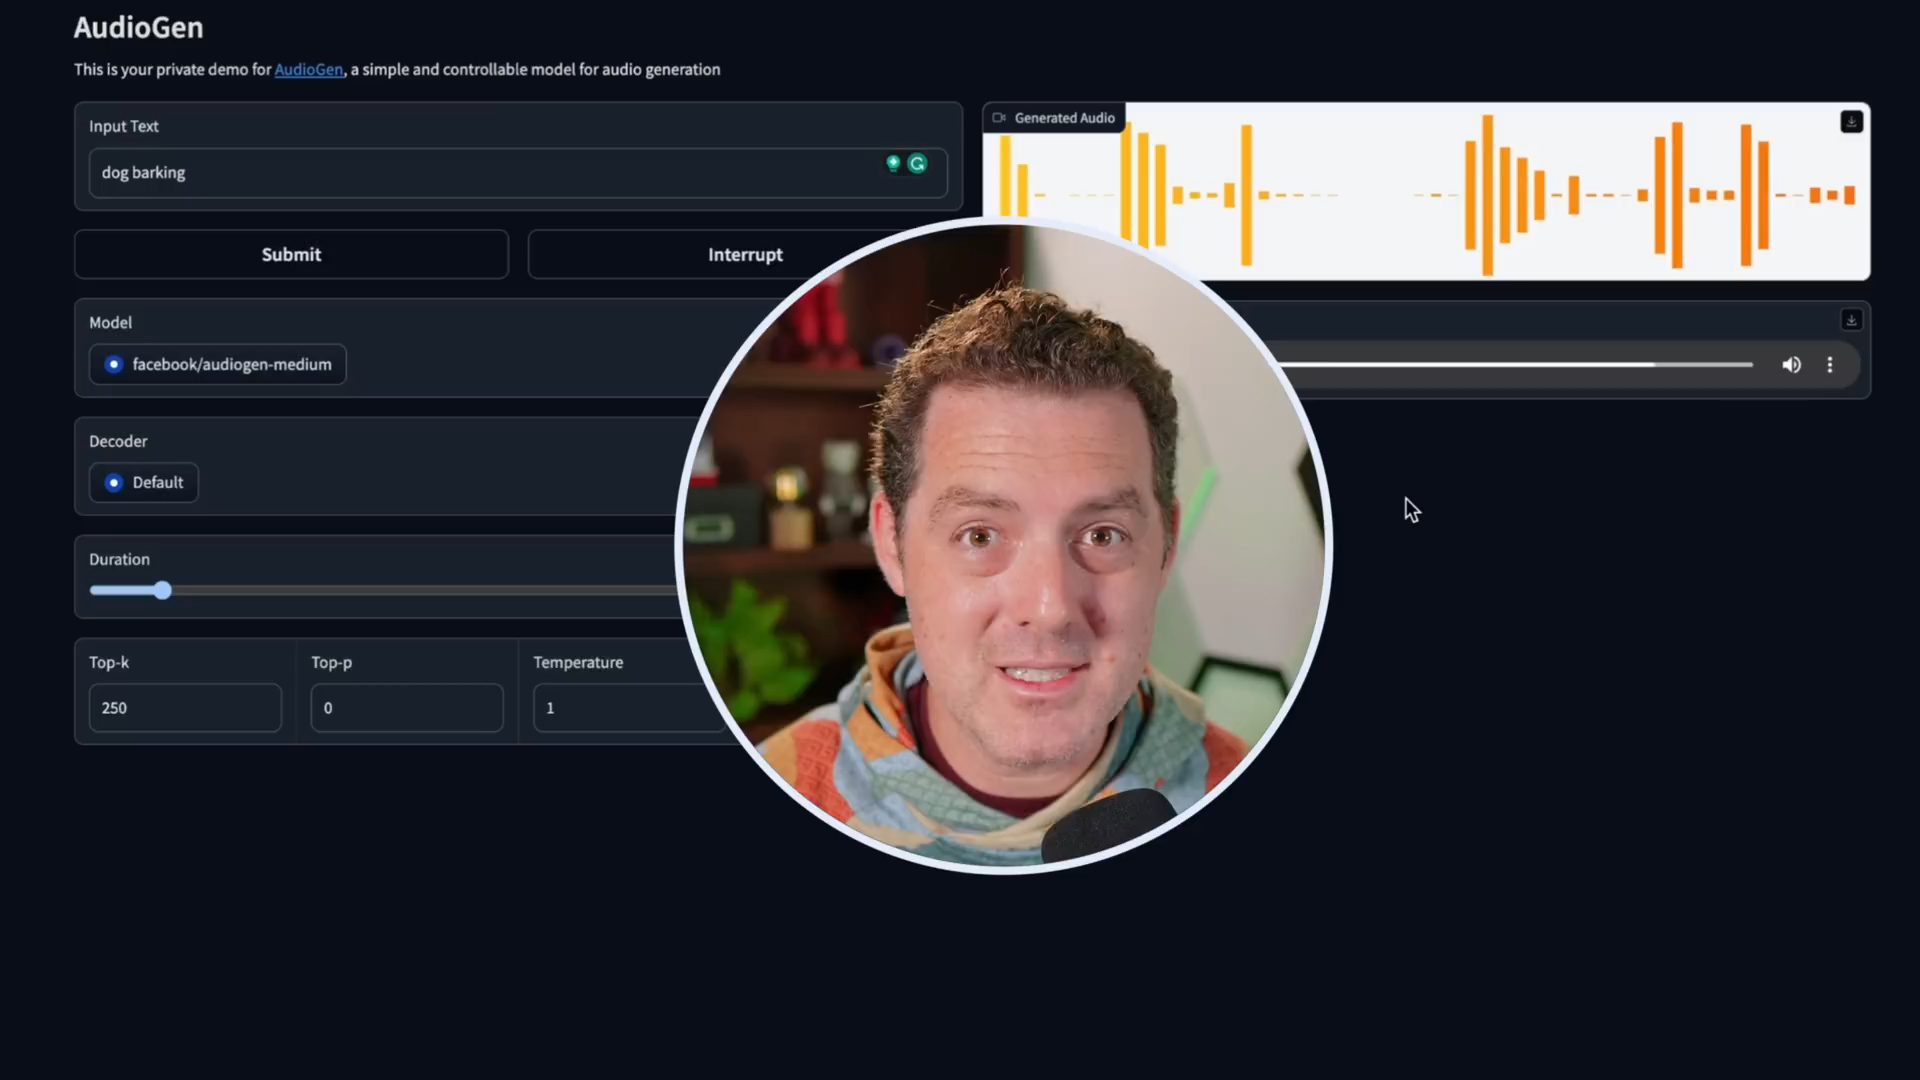 AudioGen
This is your private demo for AudioGen, a simple and controllable model for audio generation
Input Text
dog barking
Submit
Interrupt
Model
facebook/audiogen-medium
Decoder
Default
Duration
Top-k
Top-p
Temperature
250
0
1
Generated Audio